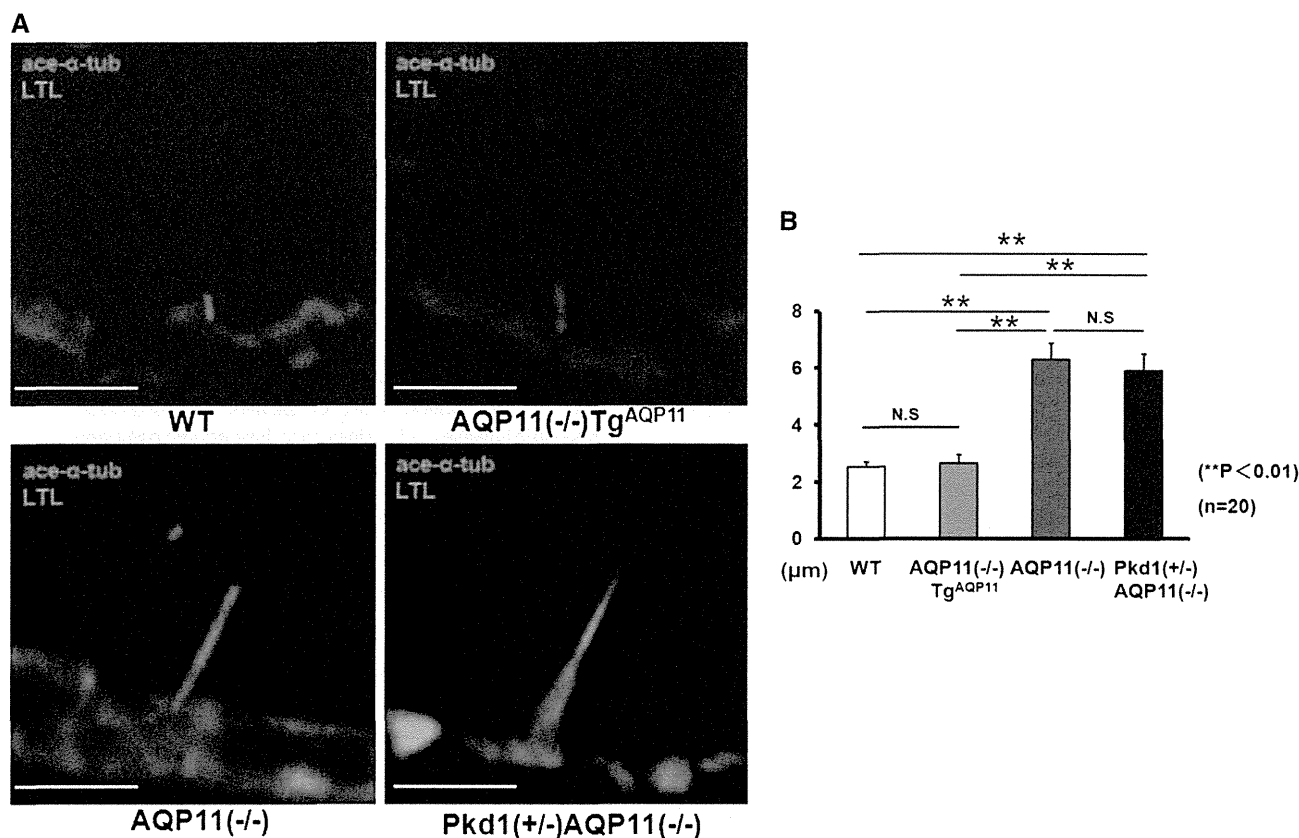 A
ace-α-tub
LTL
WT
ace-α-tub
LTL
AQP11(-/-)Tg^AQP11
ace-α-tub
LTL
AQP11(-/-)
ace-α-tub
LTL
Pkd1(+/-)AQP11(-/-)
B
**
**
**
**
N.S
N.S
8
6
4
2
0
(μm)
WT
AQP11(-/-)
Tg^AQP11
AQP11(-/-)
Pkd1(+/-)
AQP11(-/-)
(**P<0.01)
(n=20)